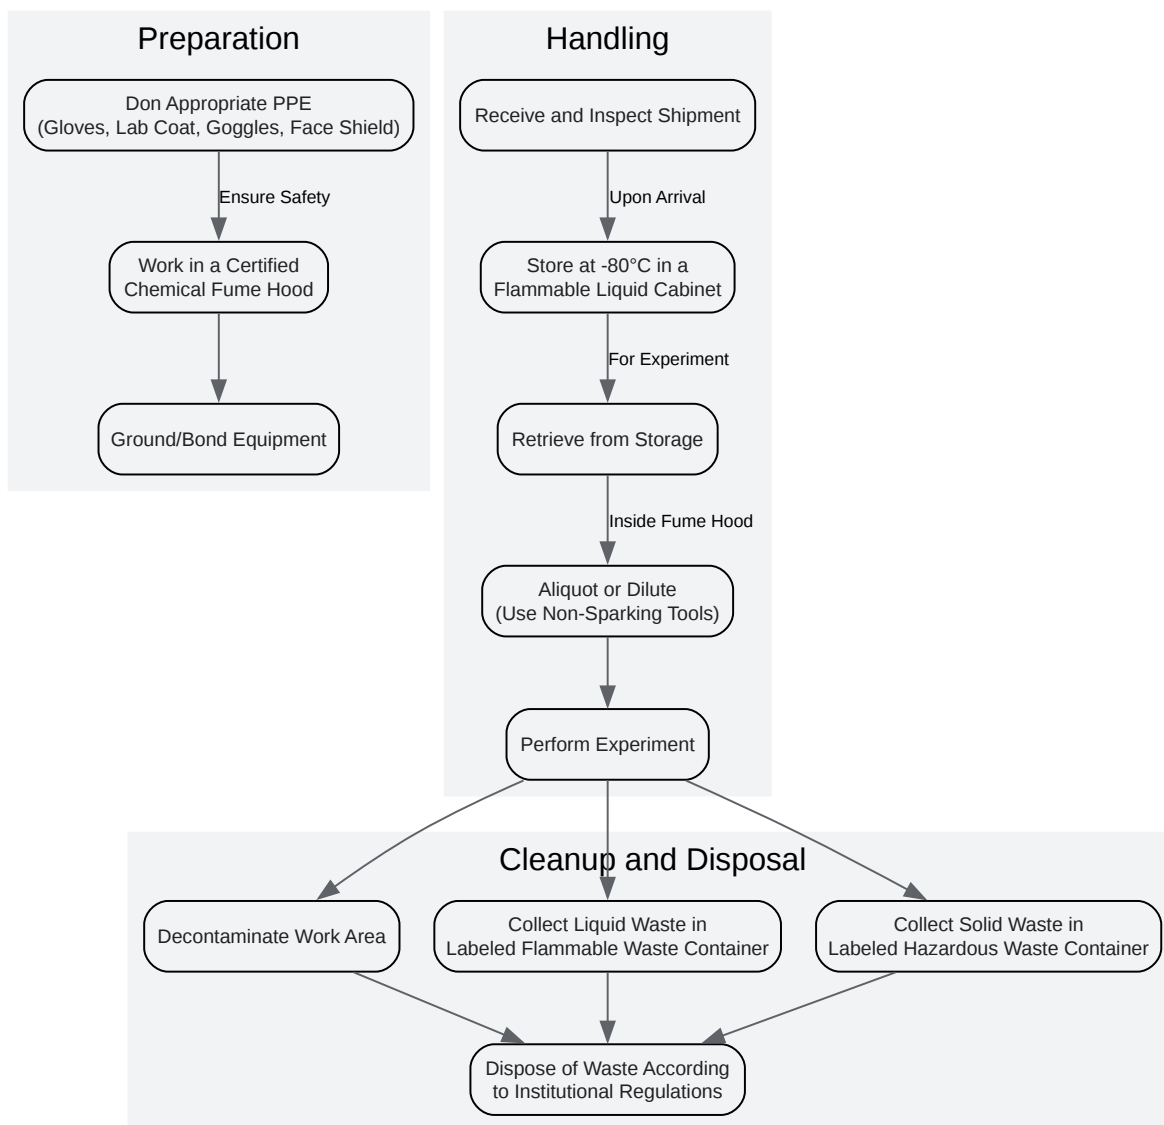 Preparation
Don Appropriate PPE
(Gloves, Lab Coat, Goggles, Face Shield)
Ensure Safety
Work in a Certified
Chemical Fume Hood
Ground/Bond Equipment
Handling
Receive and Inspect Shipment
Upon Arrival
Store at -80°C in a
Flammable Liquid Cabinet
For Experiment
Retrieve from Storage
Inside Fume Hood
Aliquot or Dilute
(Use Non-Sparking Tools)
Perform Experiment
Cleanup and Disposal
Decontaminate Work Area
Collect Liquid Waste in
Labeled Flammable Waste Container
Collect Solid Waste in
Labeled Hazardous Waste Container
Dispose of Waste According
to Institutional Regulations